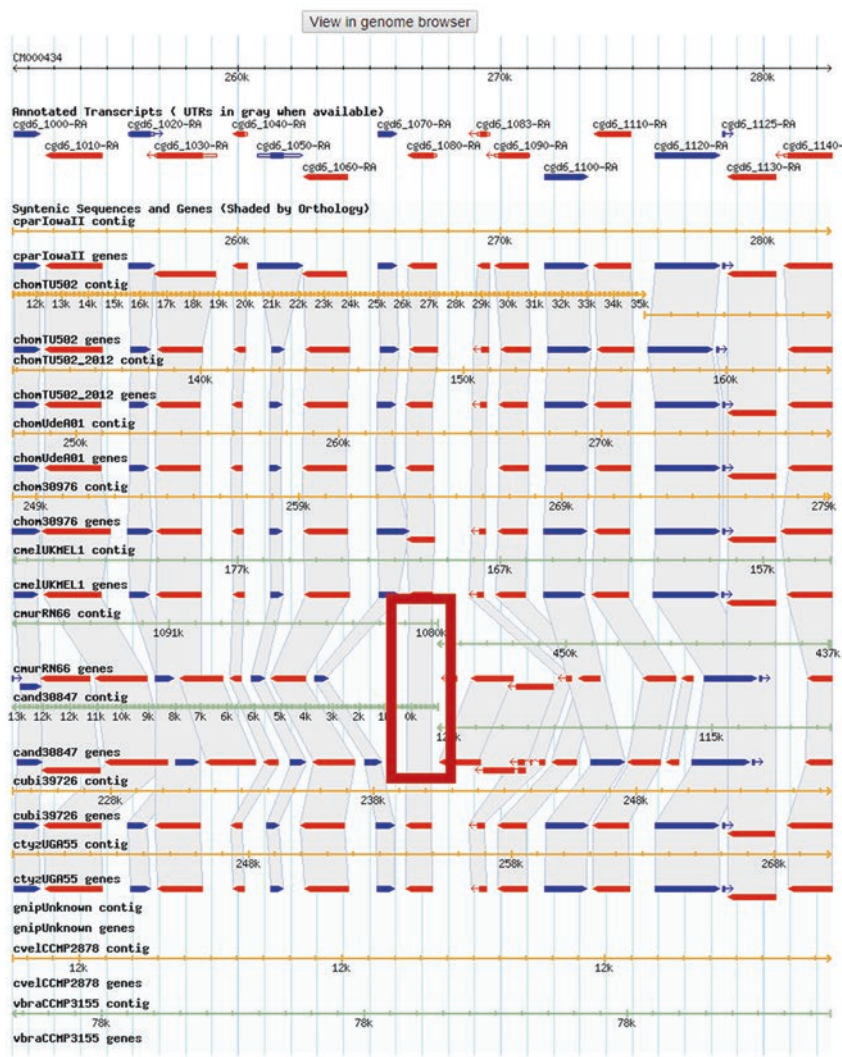 View in genome browser
CM000434
260k 270k 280k
Annotated Transcripts ( UTRs in gray when available)
cgd6_1000-RA cgd6_1020-RA cgd6_1040-RA cgd6_1070-RA cgd6_1083-RA cgd6_1110-RA cgd6_1125-RA
cgd6_1010-RA cgd6_1030-RA cgd6_1050-RA cgd6_1080-RA cgd6_1090-RA cgd6_1120-RA cgd6_1140-
cgd6_1060-RA cgd6_1100-RA cgd6_1130-RA
Syntenic Sequences and Genes (Shaded by Orthology)
cparIowaII contig
260k 270k 280k
cparIowaII genes
chomTU502 contig
12k 13k 14k 15k 16k 17k 18k 19k 20k 21k 22k 23k 24k 25k 26k 27k 28k 29k 30k 31k 32k 33k 34k 35k
chomTU502 genes
chomTU502_2012 contig
140k 150k 160k
chomTU502_2012 genes
chomUdeA01 contig
250k 260k 270k
chomUdeA01 genes
chom30976 contig
249k 259k 269k 279k
chom30976 genes
cmelUKMEL1 contig
177k 167k 157k
cmelUKMEL1 genes
cmurRN66 contig
1091k 1080k 450k 437k
cmurRN66 genes
cand30847 contig
13k 12k 11k 10k 9k 8k 7k 6k 5k 4k 3k 2k 0k
115k
cand30847 genes
cubi39726 contig
228k 238k 248k
cubi39726 genes
ctyzUGA55 contig
248k 258k 268k
ctyzUGA55 genes
gnipUnknown contig
gnipUnknown genes
cvelCCMP2878 contig
12k 12k 12k
cvelCCMP2878 genes
vbraCCMP3155 contig
78k 78k 78k
vbraCCMP3155 genes